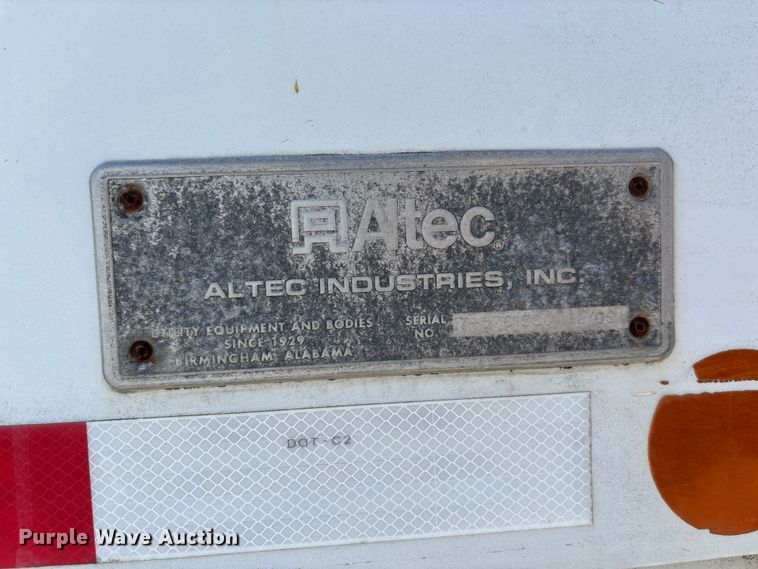 Altec®
ALTEC INDUSTRIES, INC.
UTILITY EQUIPMENT AND BODIES
SINCE 1929
BIRMINGHAM, ALABAMA
SERIAL
NO.
DOT-C2
Purple Wave Auction